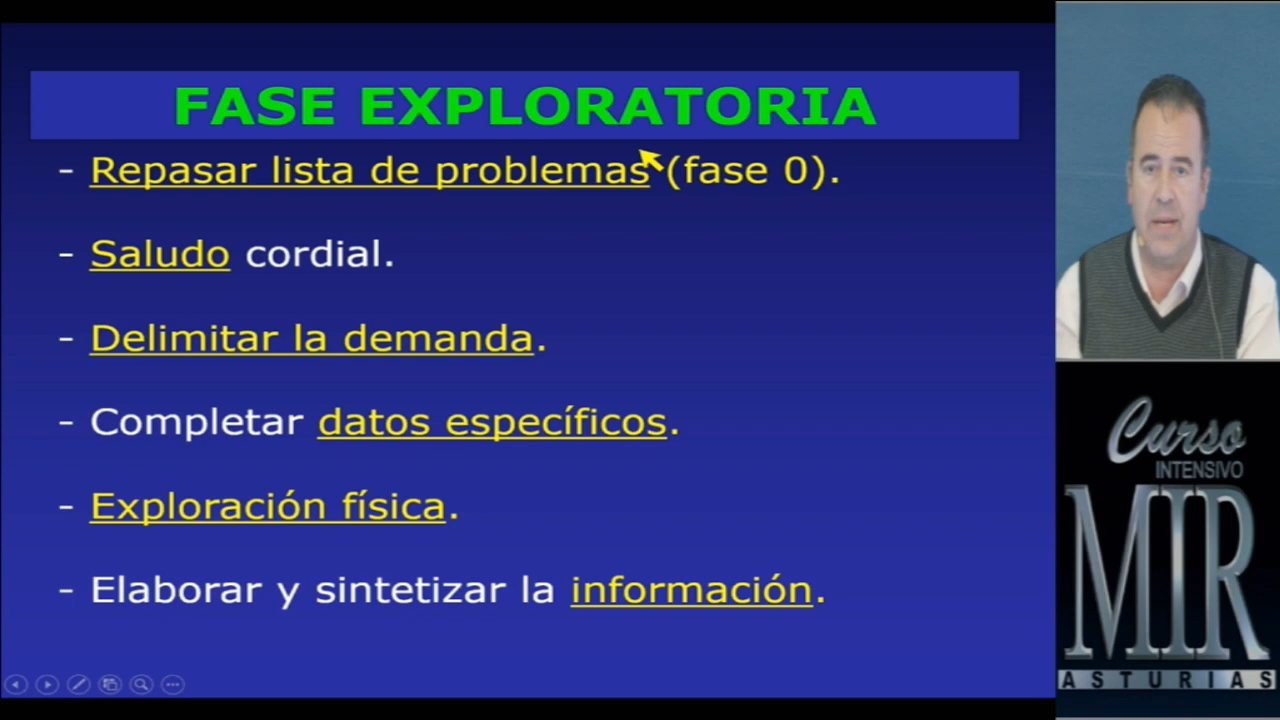 FASE EXPLORATORIA
- Repasar lista de problemas (fase 0).
- Saludo cordial.
- Delimitar la demanda.
- Completar datos específicos.
- Exploración física.
- Elaborar y sintetizar la información.
Curso
INTENSIVO
MIR
ASTURIAS